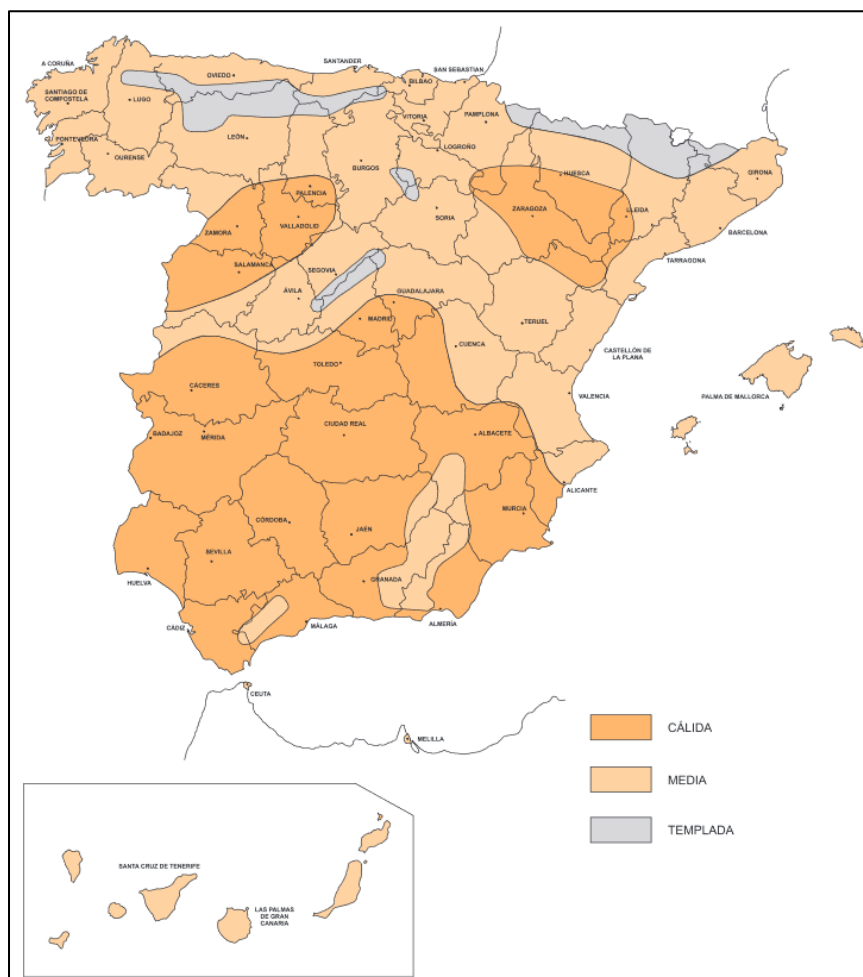 SANTANDER
SAN SEBASTIAN
A CORUÑA
OVIEDO
BILBAO
SANTIAGO DE
COMPOSTELA
LUGO
VITORIA
PAMPLONA
PONTEVEDRA
LEÓN
LOGROÑO
OURENSE
BURGOS
HUESCA
GIRONA
PALENCIA
ZAMORA
VALLADOLID
SORIA
ZARAGOZA
LLEIDA
BARCELONA
SALAMANCA
SEGOVIA
TARRAGONA
ÁVILA
GUADALAJARA
MADRID
TERUEL
CUENCA
CASTELLÓN DE
LA PLANA
TOLEDO
CÁCERES
VALENCIA
PALMA DE MALLORCA
BADAJOZ
MÉRIDA
CIUDAD REAL
ALBACETE
ALICANTE
CÓRDOBA
JAÉN
MURCIA
SEVILLA
HUELVA
GRANADA
CÁDIZ
MÁLAGA
ALMERÍA
CEUTA
MELILLA
CÁLIDA
MEDIA
TEMPLADA
SANTA CRUZ DE TENERIFE
LAS PALMAS
DE GRAN
CANARIA